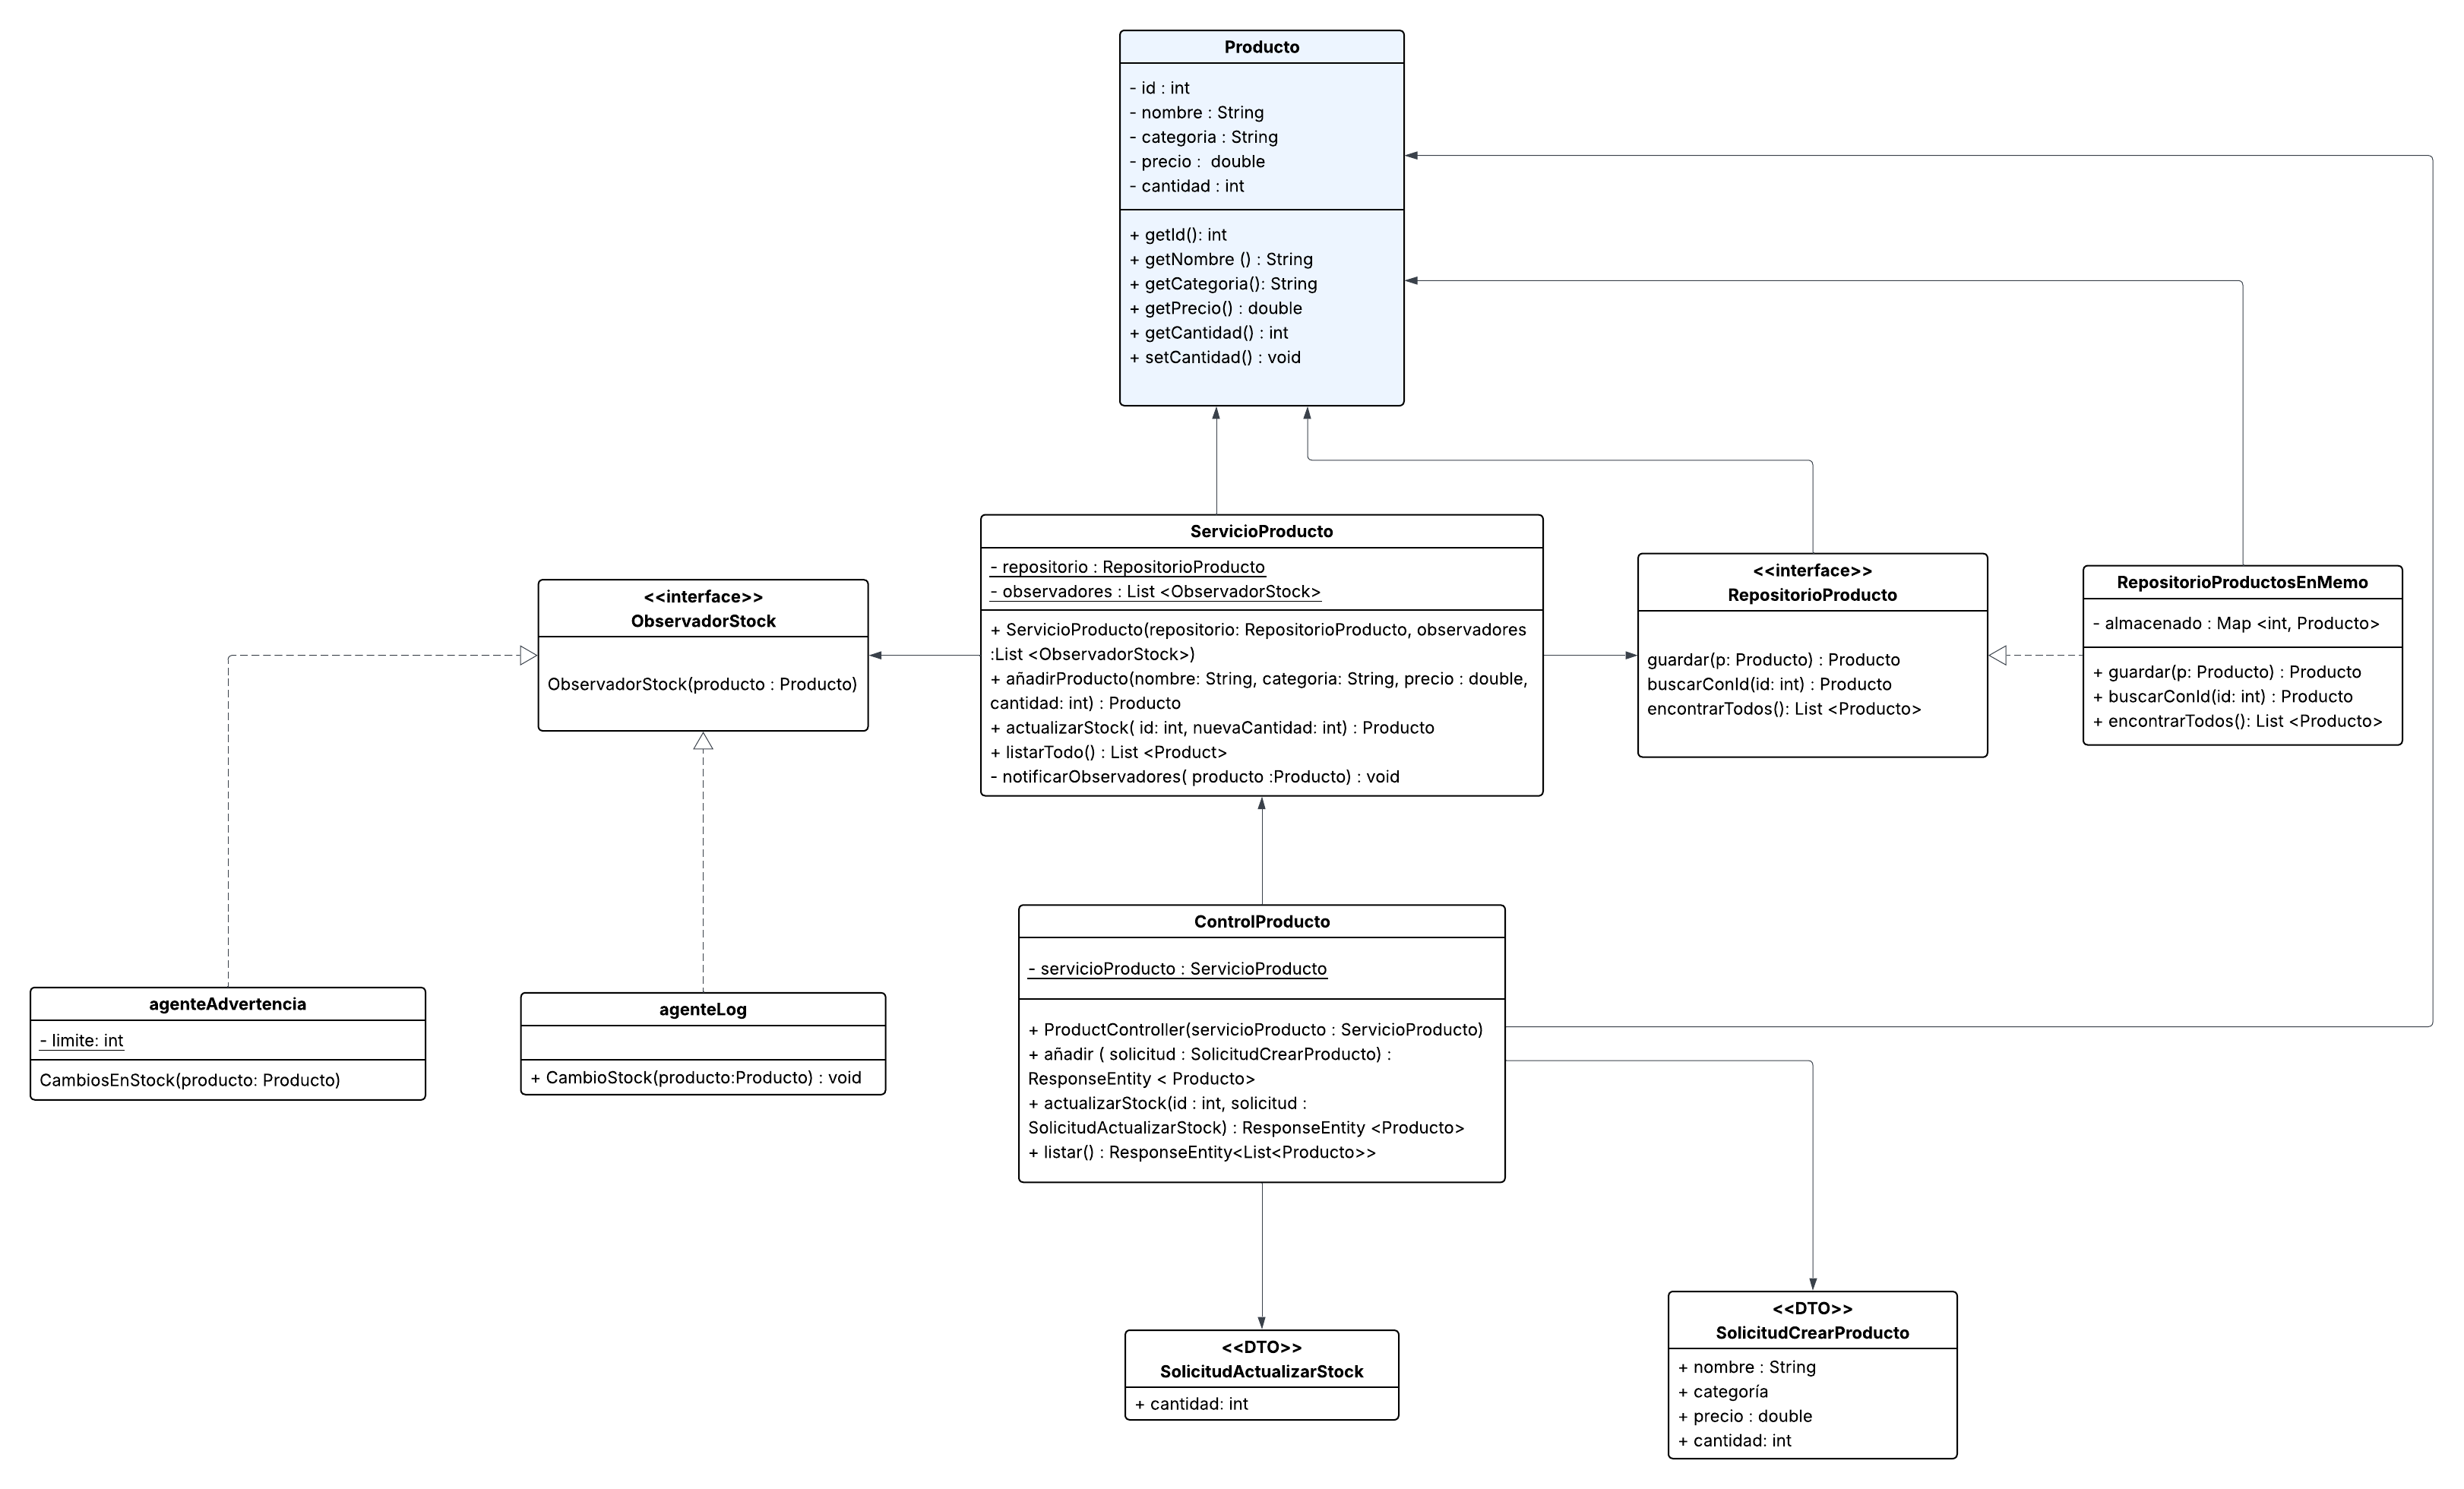 Producto
- id : int
- nombre : String
- categoria : String
- precio :  double
- cantidad : int
+ getId(): int
+ getNombre () : String
+ getCategoria(): String
+ getPrecio() : double
+ getCantidad() : int
+ setCantidad() : void
ServicioProducto
- repositorio : RepositorioProducto
- observadores : List <ObservadorStock>
+ ServicioProducto(repositorio: RepositorioProducto, observadores
:List <ObservadorStock>)
+ añadirProducto(nombre: String, categoria: String, precio : double,
cantidad: int) : Producto
+ actualizarStock( id: int, nuevaCantidad: int) : Producto
+ listarTodo() : List <Product>
- notificarObservadores( producto :Producto) : void
<<interface>>
ObservadorStock
ObservadorStock(producto : Producto)
<<interface>>
RepositorioProducto
guardar(p: Producto) : Producto
buscarConId(id: int) : Producto
encontrarTodos(): List <Producto>
RepositorioProductosEnMemo
- almacenado : Map <int, Producto>
+ guardar(p: Producto) : Producto
+ buscarConId(id: int) : Producto
+ encontrarTodos(): List <Producto>
agenteAdvertencia
- limite: int
CambiosEnStock(producto: Producto)
agenteLog
+ CambioStock(producto:Producto) : void
ControlProducto
- servicioProducto : ServicioProducto
+ ProductController(servicioProducto : ServicioProducto)
+ añadir ( solicitud : SolicitudCrearProducto) :
ResponseEntity < Producto>
+ actualizarStock(id : int, solicitud :
SolicitudActualizarStock) : ResponseEntity <Producto>
+ listar() : ResponseEntity<List<Producto>>
<<DTO>>
SolicitudActualizarStock
+ cantidad: int
<<DTO>>
SolicitudCrearProducto
+ nombre : String
+ categoría
+ precio : double
+ cantidad: int